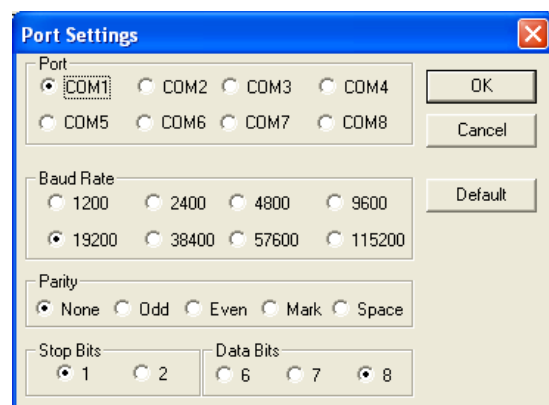 Port Settings
Port
COM1 COM2 COM3 COM4
OK
COM5 COM6 COM7 COM8
Cancel
Baud Rate
1200 2400 4800 9600
Default
19200 38400 57600 115200
Parity
None Odd Even Mark Space
Stop Bits
1 2
Data Bits
6 7 8